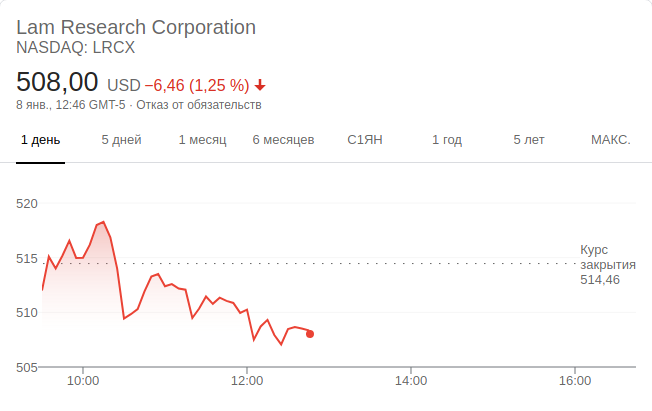 Lam Research Corporation
NASDAQ: LRCX
508,00 USD −6,46 (1,25 %)
8 янв., 12:46 GMT-5 · Отказ от обязательств
1 день 5 дней 1 месяц 6 месяцев С1ЯН 1 год 5 лет МАКС.
520
515
510
505
Курс
закрытия
514,46
10:00 12:00 14:00 16:00